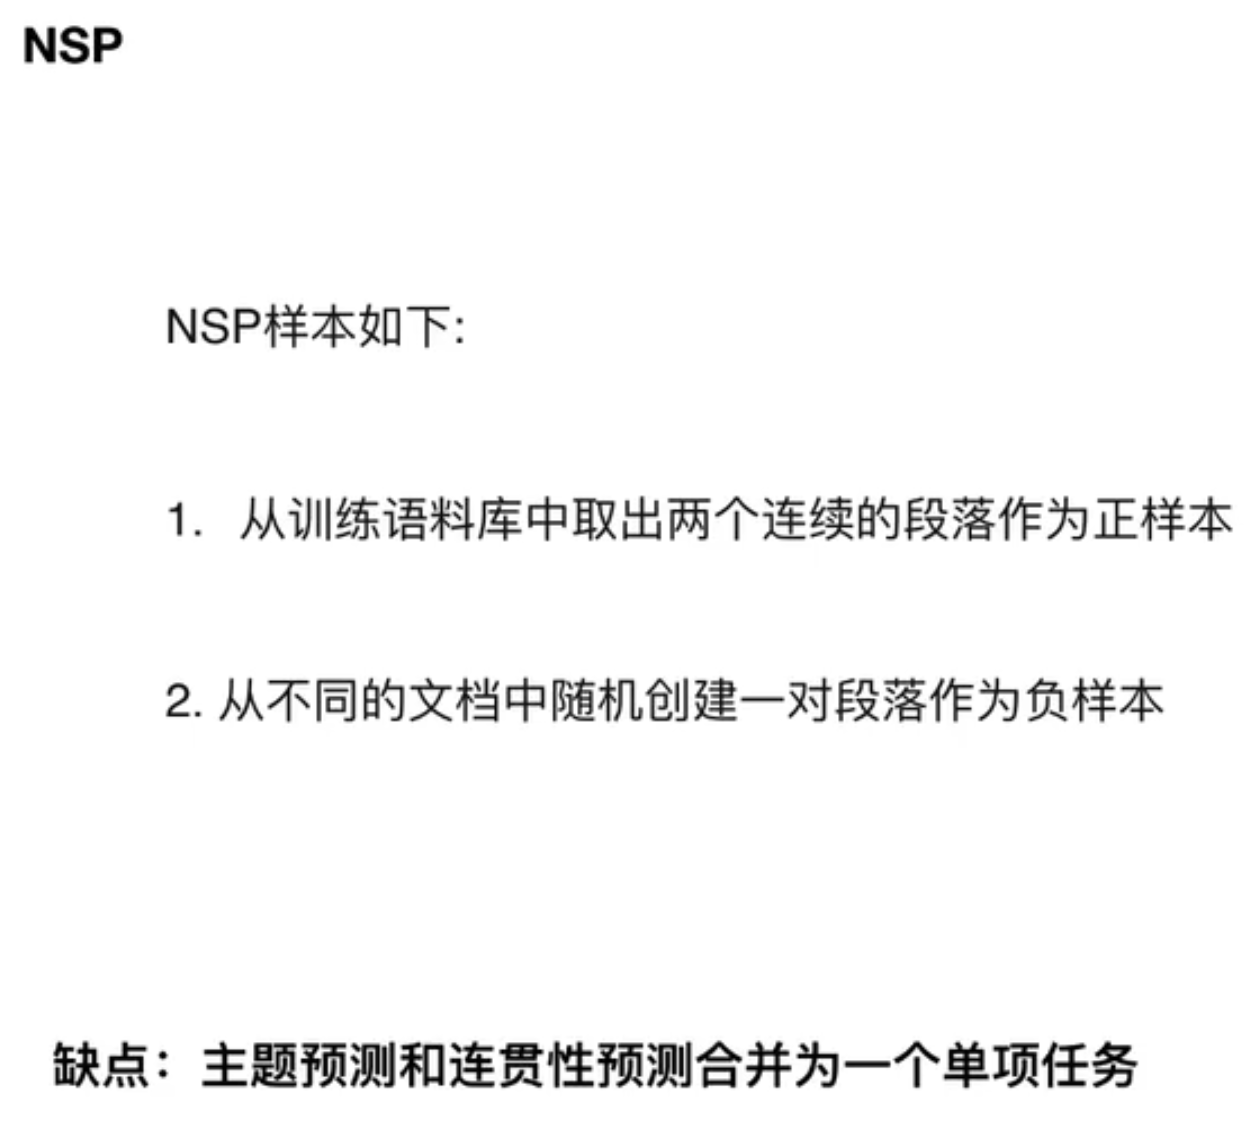 NSP
NSP样本如下:
1. 从训练语料库中取出两个连续的段落作为正样本
2. 从不同的文档中随机创建一对段落作为负样本
缺点：主题预测和连贯性预测合并为一个单项任务